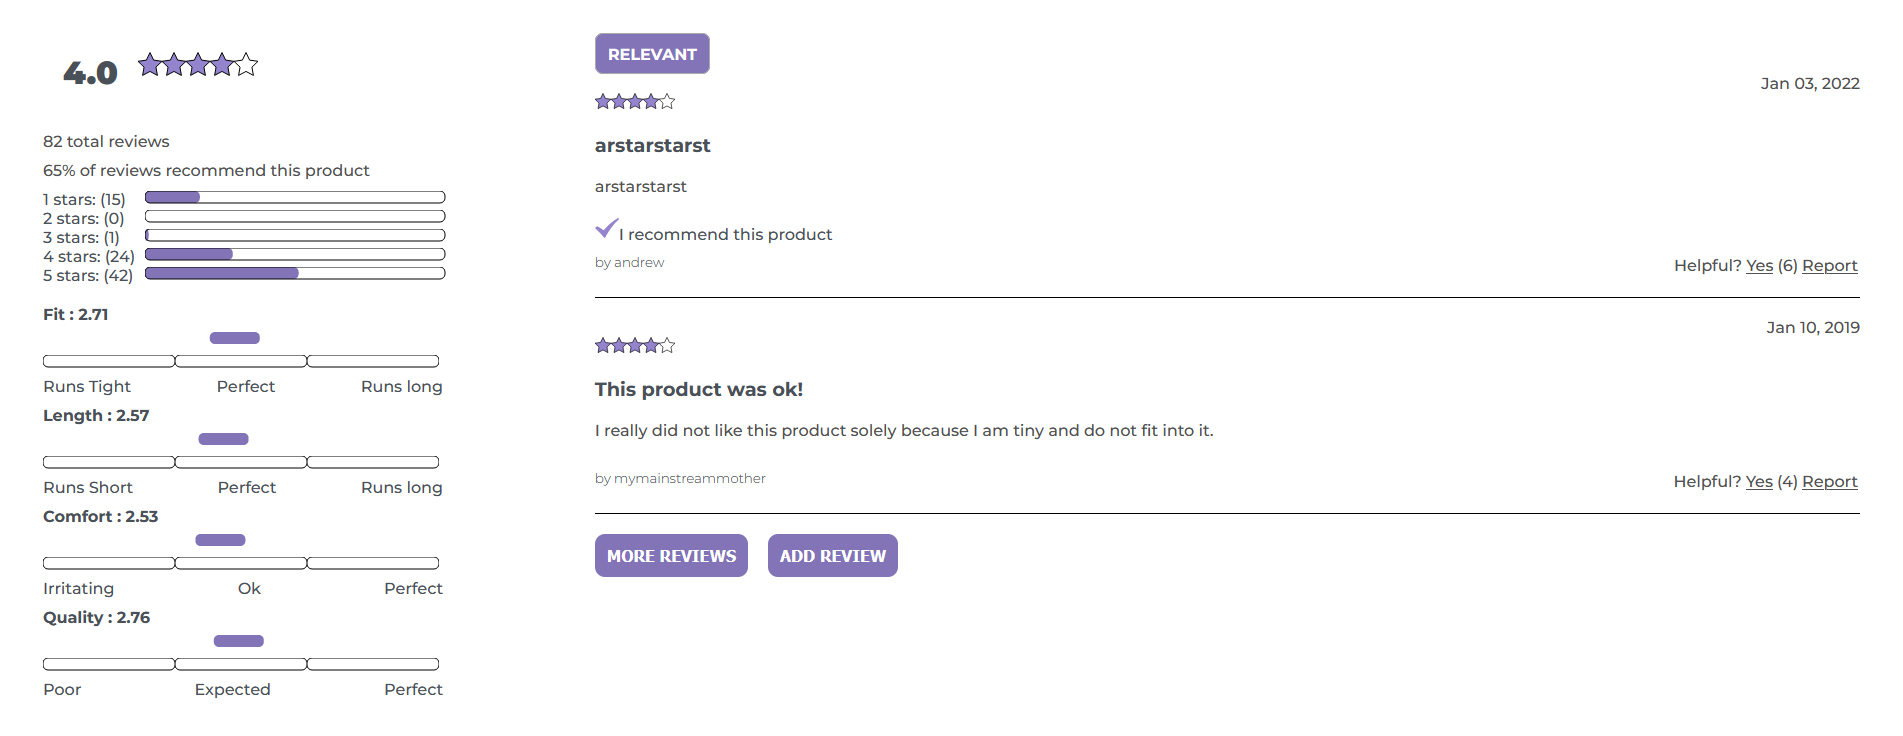 4.0
82 total reviews
65% of reviews recommend this product
1 stars: (15)
2 stars: (0)
3 stars: (1)
4 stars: (24)
5 stars: (42)
Fit : 2.71
Runs Tight Perfect Runs long
Length : 2.57
Runs Short Perfect Runs long
Comfort : 2.53
Irritating Ok Perfect
Quality : 2.76
Poor Expected Perfect
RELEVANT
Jan 03, 2022
arstarstarst
arstarstarst
I recommend this product
by andrew
Helpful? Yes (6) Report
Jan 10, 2019
This product was ok!
I really did not like this product solely because I am tiny and do not fit into it.
by mymainstreammother
Helpful? Yes (4) Report
MORE REVIEWS ADD REVIEW